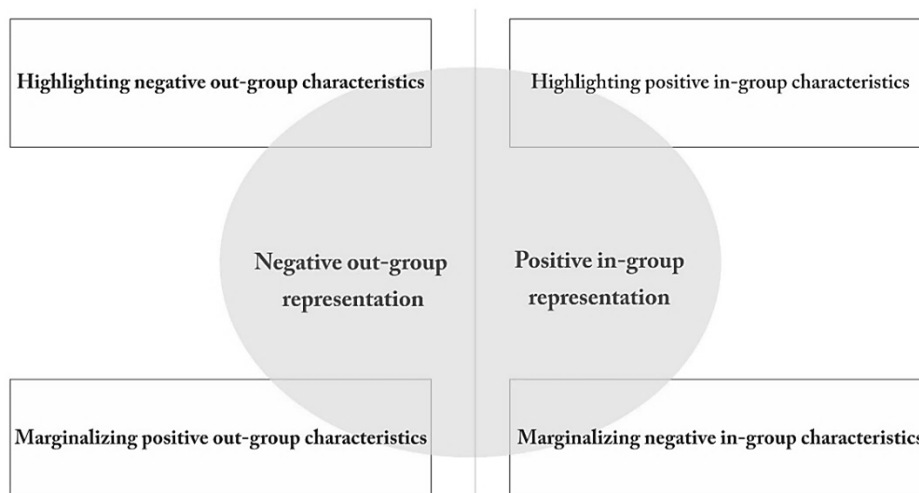 Highlighting negative out-group characteristics
Highlighting positive in-group characteristics
Negative out-group
representation
Positive in-group
representation
Marginalizing positive out-group characteristics
Marginalizing negative in-group characteristics